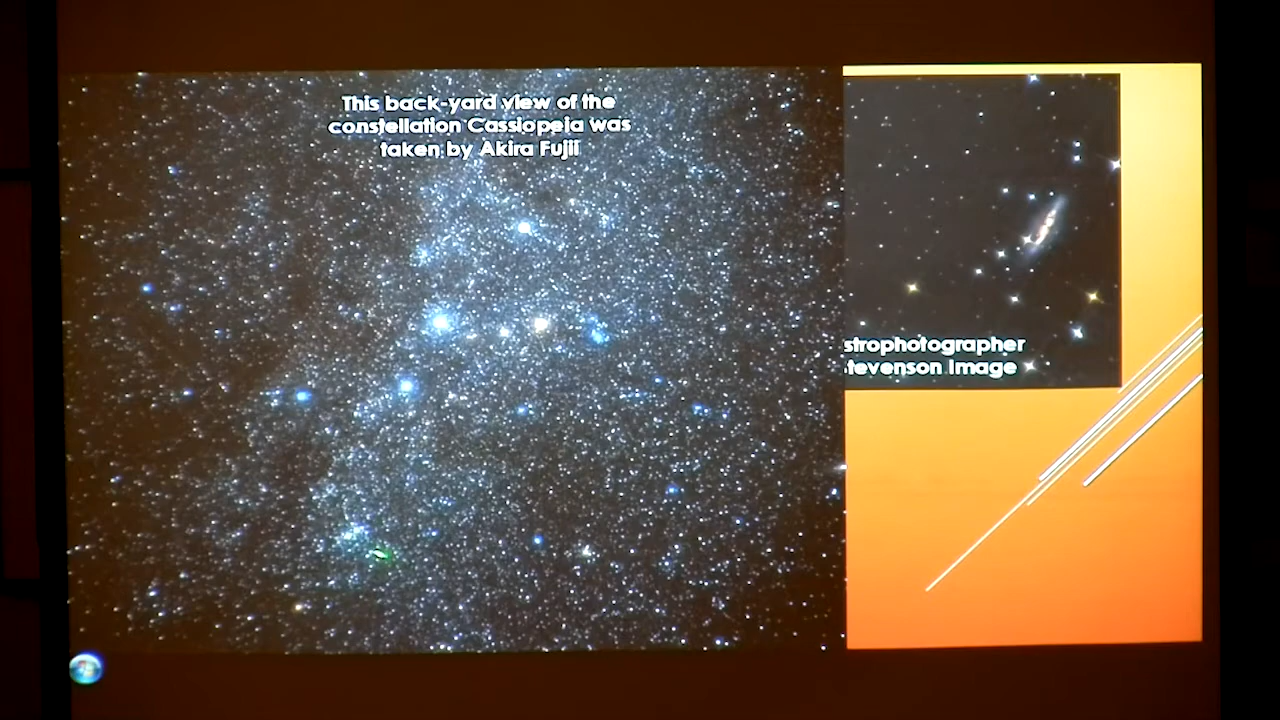 This back-yard view of the
constellation Cassiopeia was
taken by Akira Fujii
strophotographer
tevenson Image